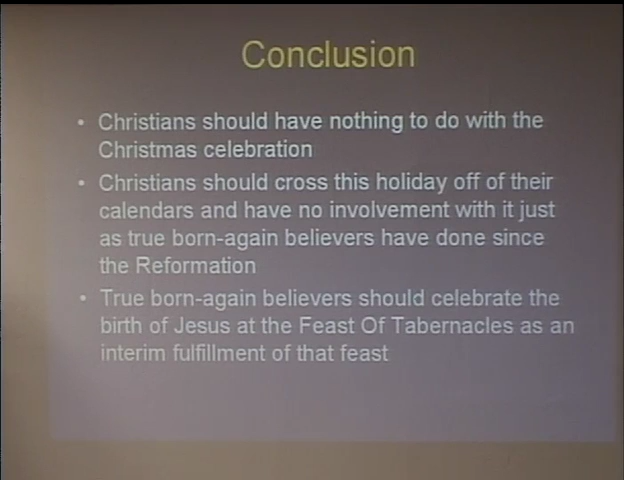 Conclusion
• Christians should have nothing to do with the
Christmas celebration
• Christians should cross this holiday off of their
calendars and have no involvement with it just
as true born-again believers have done since
the Reformation
• True born-again believers should celebrate the
birth of Jesus at the Feast Of Tabernacles as an
interim fulfillment of that feast